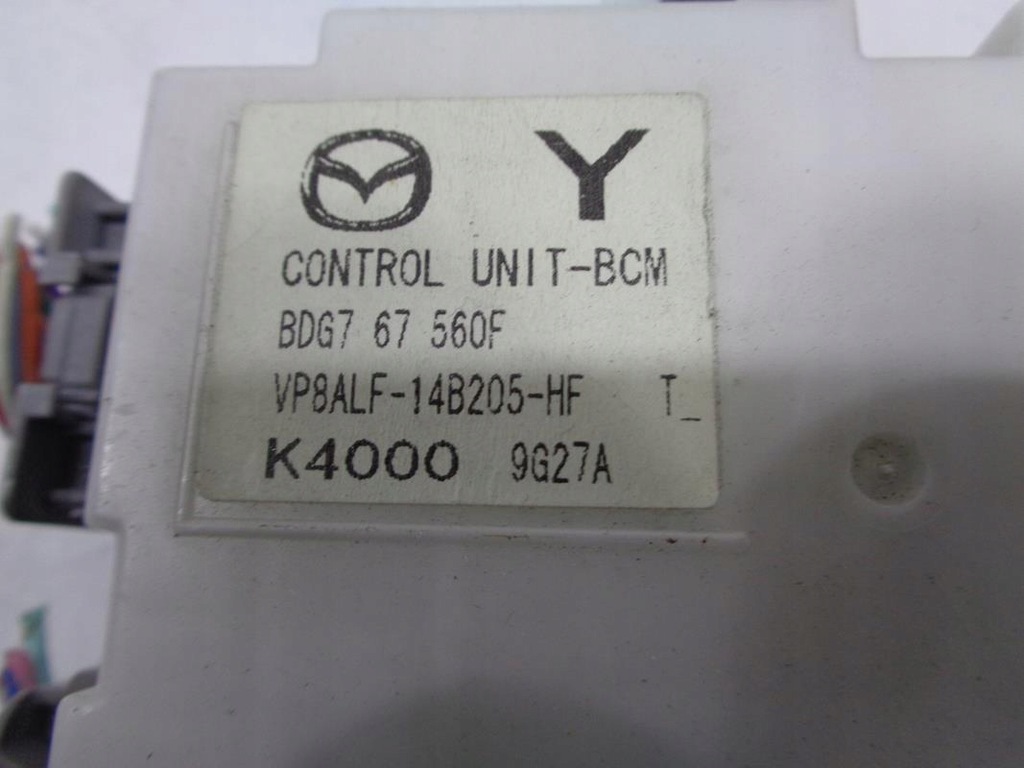 Y
CONTROL UNIT-BCM
BDG7 67 560F
VP8ALF-14B205-HF T_
K4000 9G27A